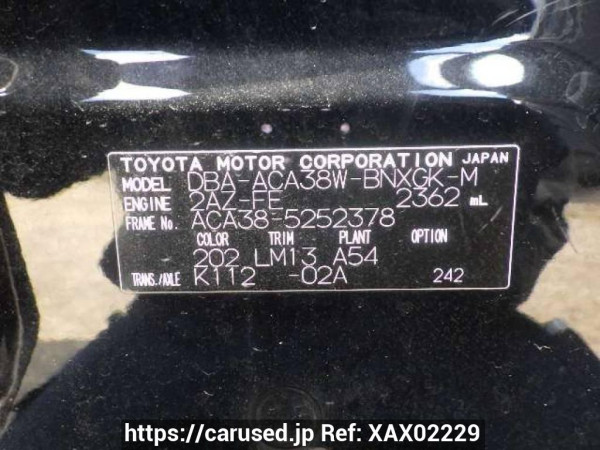 TOYOTA MOTOR CORPORATION JAPAN
MODEL DBA-ACA38W-BNXGK-M
ENGINE 2AZ-FE 2362 mL
FRAME No. ACA38-5252378
COLOR TRIM PLANT OPTION
202 LM13 A54
TRANS./AXLE K112 -02A 242
https://carused.jp Ref: XAX02229